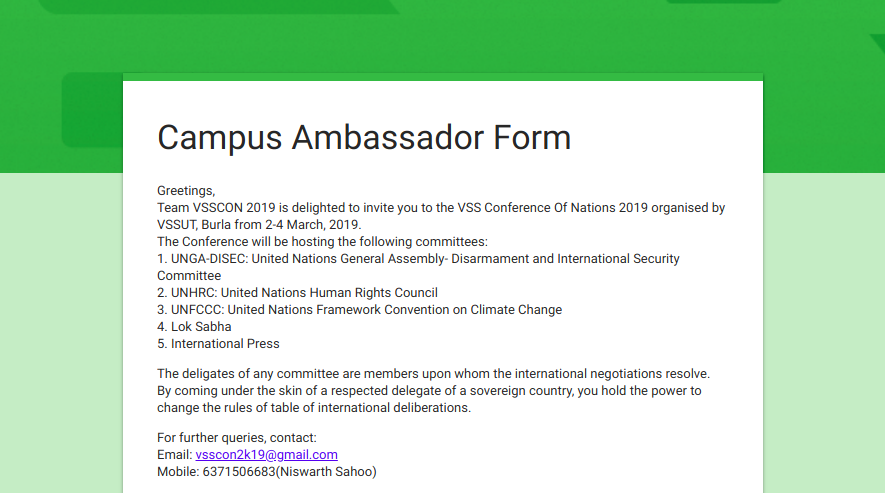 Campus Ambassador Form
Greetings,
Team VSSCON 2019 is delighted to invite you to the VSS Conference Of Nations 2019 organised by
VSSUT, Burla from 2-4 March, 2019.
The Conference will be hosting the following committees:
1. UNGA-DISEC: United Nations General Assembly- Disarmament and International Security
Committee
2. UNHRC: United Nations Human Rights Council
3. UNFCCC: United Nations Framework Convention on Climate Change
4. Lok Sabha
5. International Press
The deligates of any committee are members upon whom the international negotiations resolve.
By coming under the skin of a respected delegate of a sovereign country, you hold the power to
change the rules of table of international deliberations.
For further queries, contact:
Email: vsscon2k19@gmail.com
Mobile: 6371506683(Niswarth Sahoo)